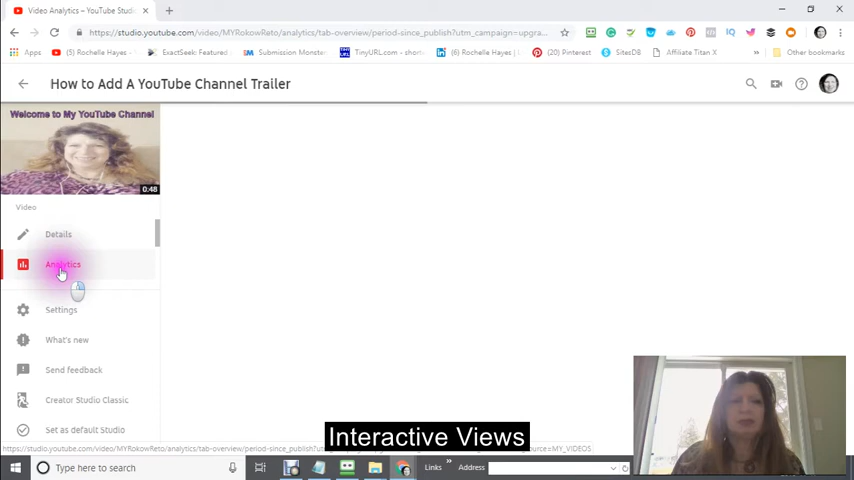 Video Analytics – YouTube Studio
https://studio.youtube.com/video/MYRokowReto/analytics/tab-overview/period-since_publish?utm_campaign=upgra...
Apps (5) Rochelle Hayes ExactSeek: Featured Submission Monster TinyURL.com - shorte (6) Rochelle Hayes | L (20) Pinterest SitesDB Affiliate Titan X Other bookmarks
How to Add A YouTube Channel Trailer
Welcome to My YouTube Channel
0:48
Video
Details
Analytics
Settings
What's new
Send feedback
Creator Studio Classic
Set as default Studio
Interactive Views
Type here to search
Links » Address